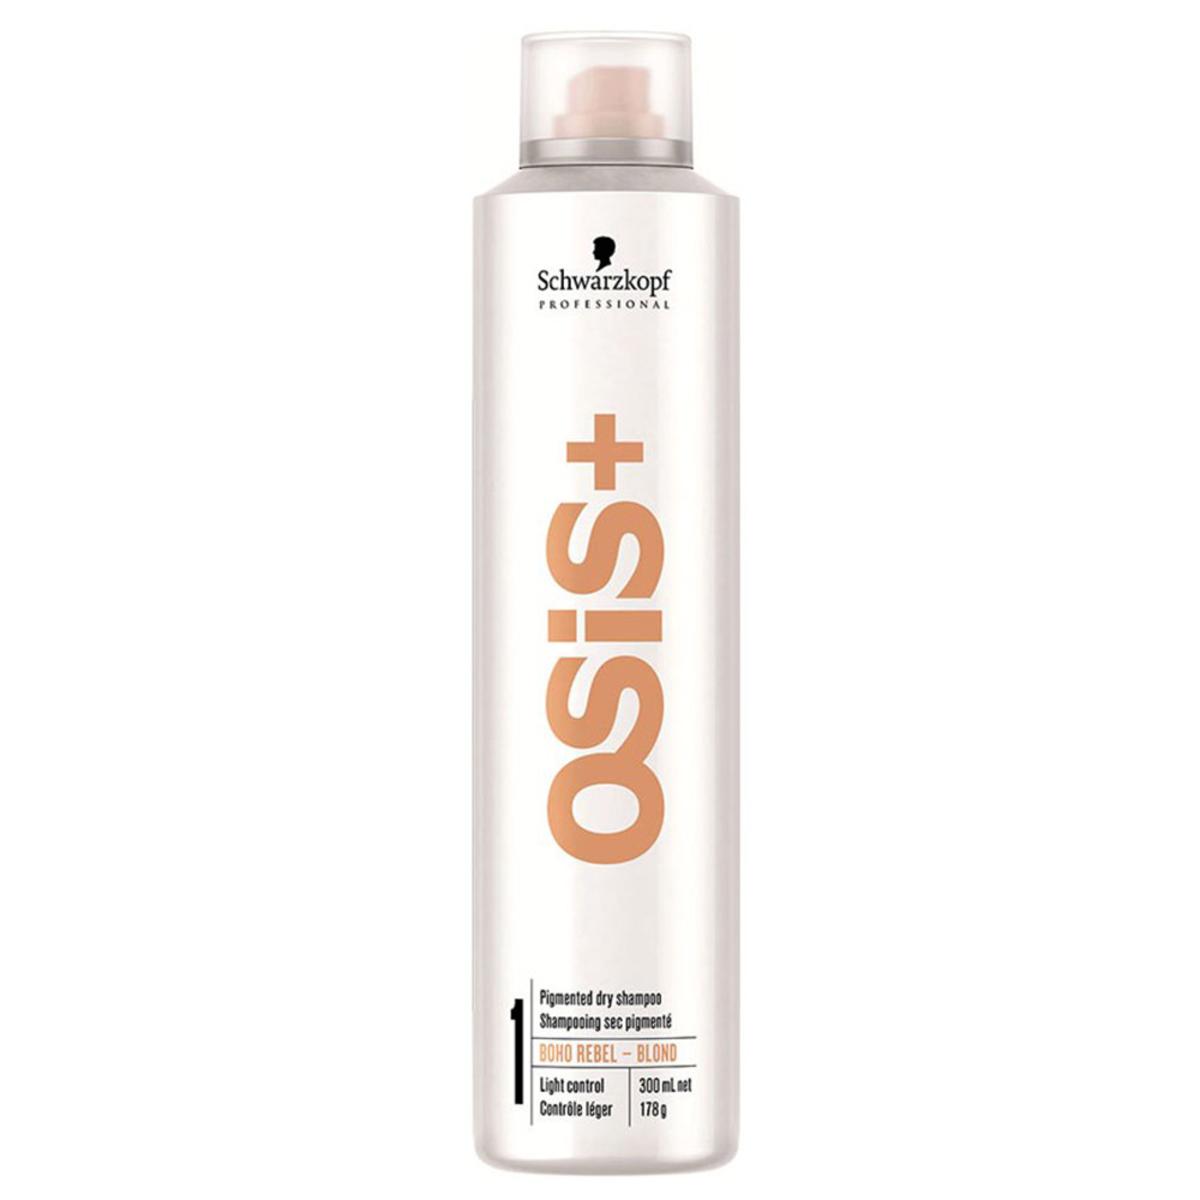 Schwarzkopf
PROFESSIONAL
OSiS+
1
Pigmented dry shampoo
Shampooing sec pigmenté
BOHO REBEL – BLOND
Light control
Contrôle léger
300 mL net
178 g